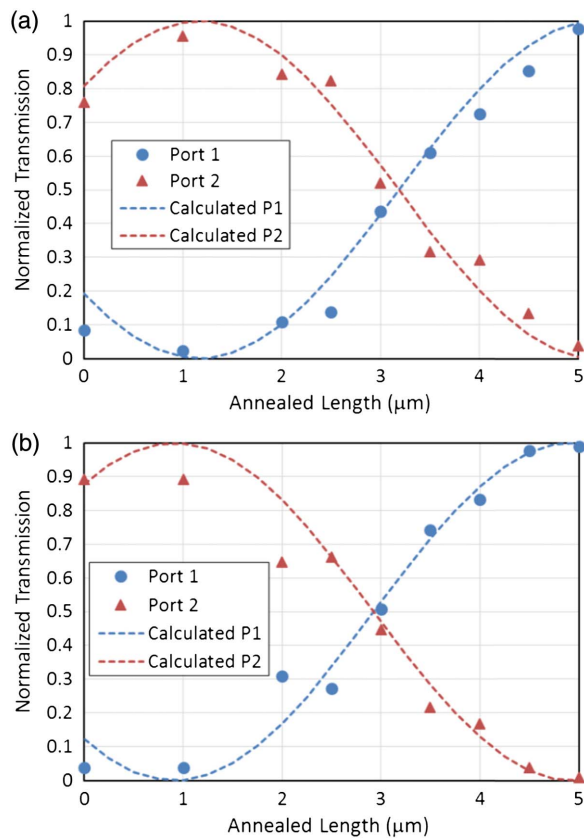 (a)
Normalized Transmission
1
0.9
0.8
0.7
0.6
0.5
0.4
0.3
0.2
0.1
0
Port 1
Port 2
Calculated P1
Calculated P2
0 1 2 3 4 5
Annealed Length (μm)
(b)
Normalized Transmission
1
0.9
0.8
0.7
0.6
0.5
0.4
0.3
0.2
0.1
0
Port 1
Port 2
Calculated P1
Calculated P2
0 1 2 3 4 5
Annealed Length (μm)